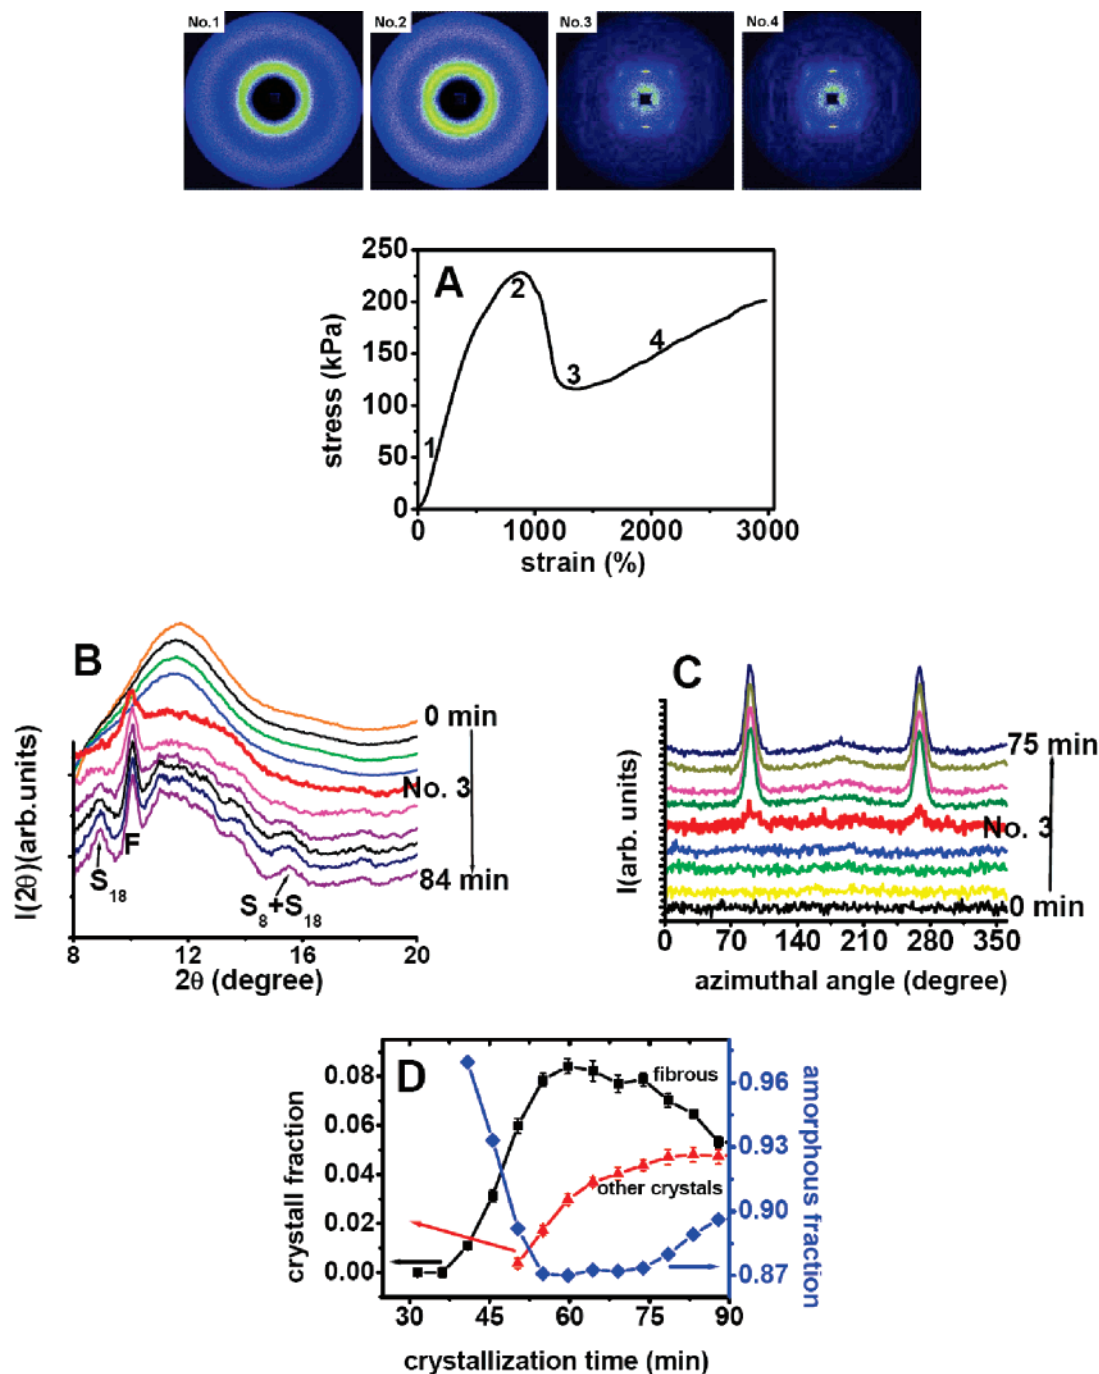 No.1
No.2
No.3
No.4
A
250
200
150
100
50
0
stress (kPa)
1
2
3
4
0 1000 2000 3000
strain (%)
B
I(2θ)(arb.units)
0 min
No. 3
84 min
S18
F
S8+S18
8 12 16 20
2θ (degree)
C
I(arb. units)
75 min
No. 3
0 min
0 70 140 210 280 350
azimuthal angle (degree)
D
crystall fraction
0.08
0.06
0.04
0.02
0.00
fibrous
other crystals
0.96
0.93
0.90
0.87
amorphous fraction
30 45 60 75 90
crystallization time (min)